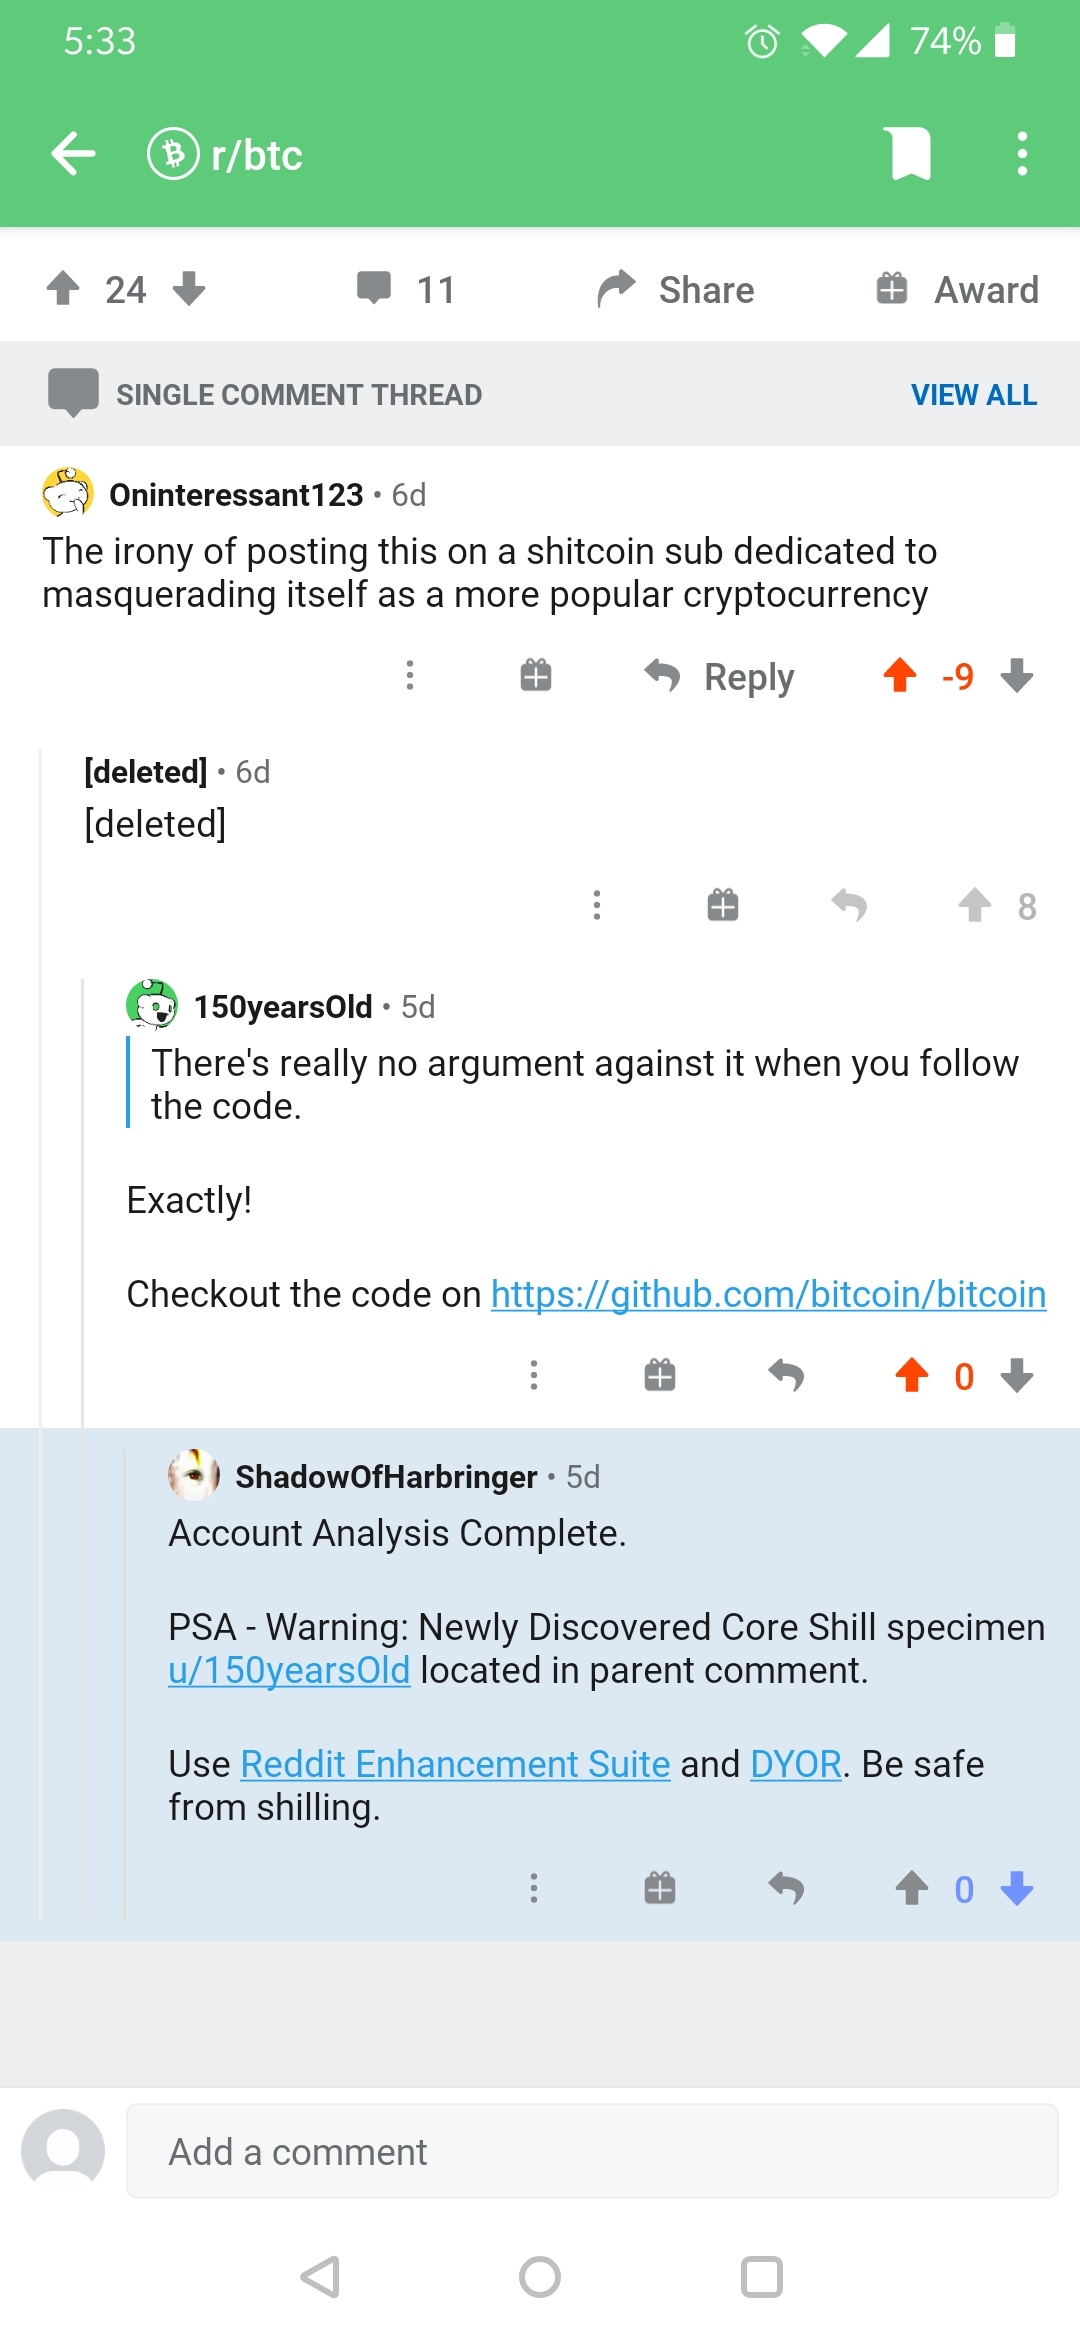 5:33
74%
r/btc
24
11
Share
Award
SINGLE COMMENT THREAD
VIEW ALL
Oninteressant123 • 6d
The irony of posting this on a shitcoin sub dedicated to
masquerading itself as a more popular cryptocurrency
Reply
-9
[deleted] • 6d
[deleted]
8
150yearsOld • 5d
There's really no argument against it when you follow
the code.
Exactly!
Checkout the code on https://github.com/bitcoin/bitcoin
0
ShadowOfHarbringer • 5d
Account Analysis Complete.
PSA - Warning: Newly Discovered Core Shill specimen
u/150yearsOld located in parent comment.
Use Reddit Enhancement Suite and DYOR. Be safe
from shilling.
0
Add a comment